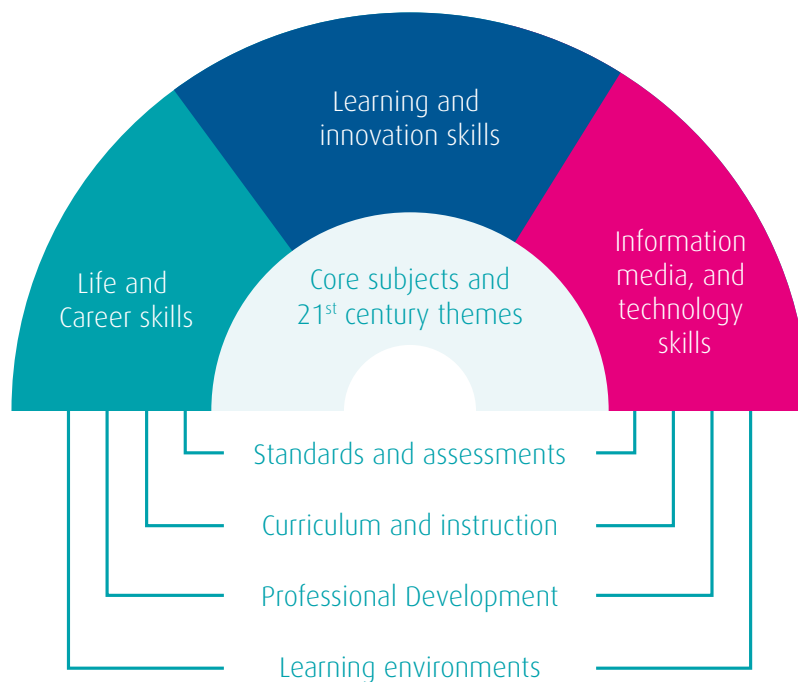 Learning and
innovation skills
Life and
Career skills
Core subjects and
21st century themes
Information
media, and
technology
skills
Standards and assessments
Curriculum and instruction
Professional Development
Learning environments